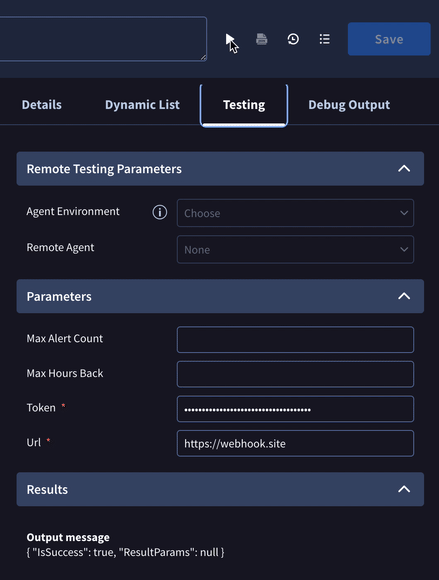 Save
Details
Dynamic List
Testing
Debug Output
Remote Testing Parameters
Agent Environment
Choose
Remote Agent
None
Parameters
Max Alert Count
Max Hours Back
Token *
••••••••••••••••••••••••••••••••••••
Url *
https://webhook.site
Results
Output message
{ "IsSuccess": true, "ResultParams": null }